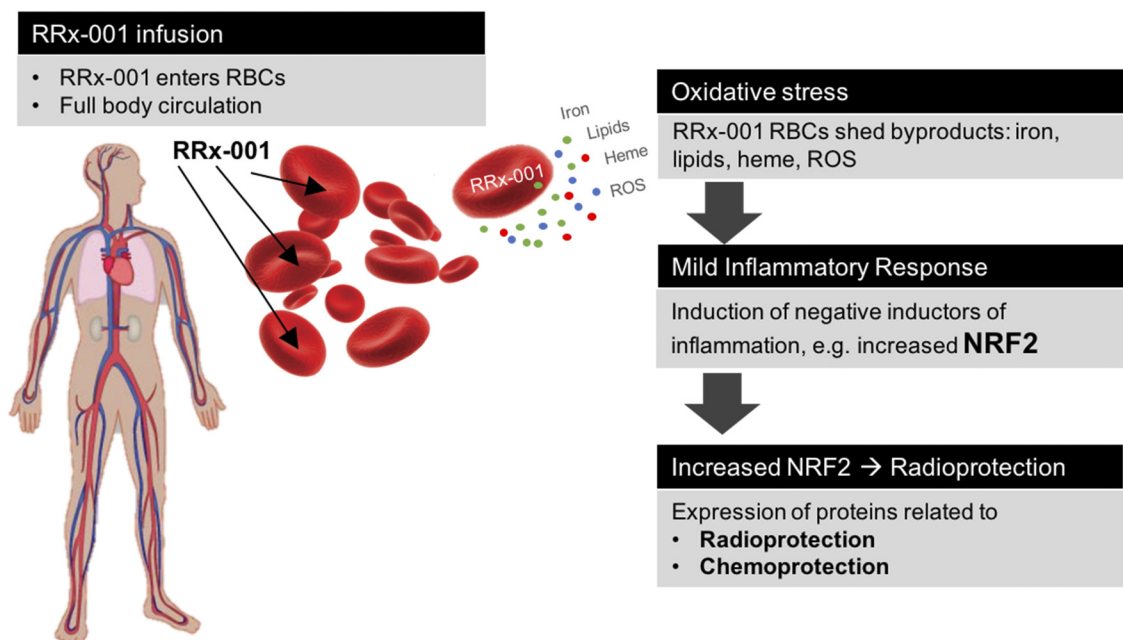 RRx-001 infusion
• RRx-001 enters RBCs
• Full body circulation
RRx-001
RRx-001
Iron
Lipids
Heme
ROS
Oxidative stress
RRx-001 RBCs shed byproducts: iron,
lipids, heme, ROS
Mild Inflammatory Response
Induction of negative inductors of
inflammation, e.g. increased NRF2
Increased NRF2 → Radioprotection
Expression of proteins related to
• Radioprotection
• Chemoprotection